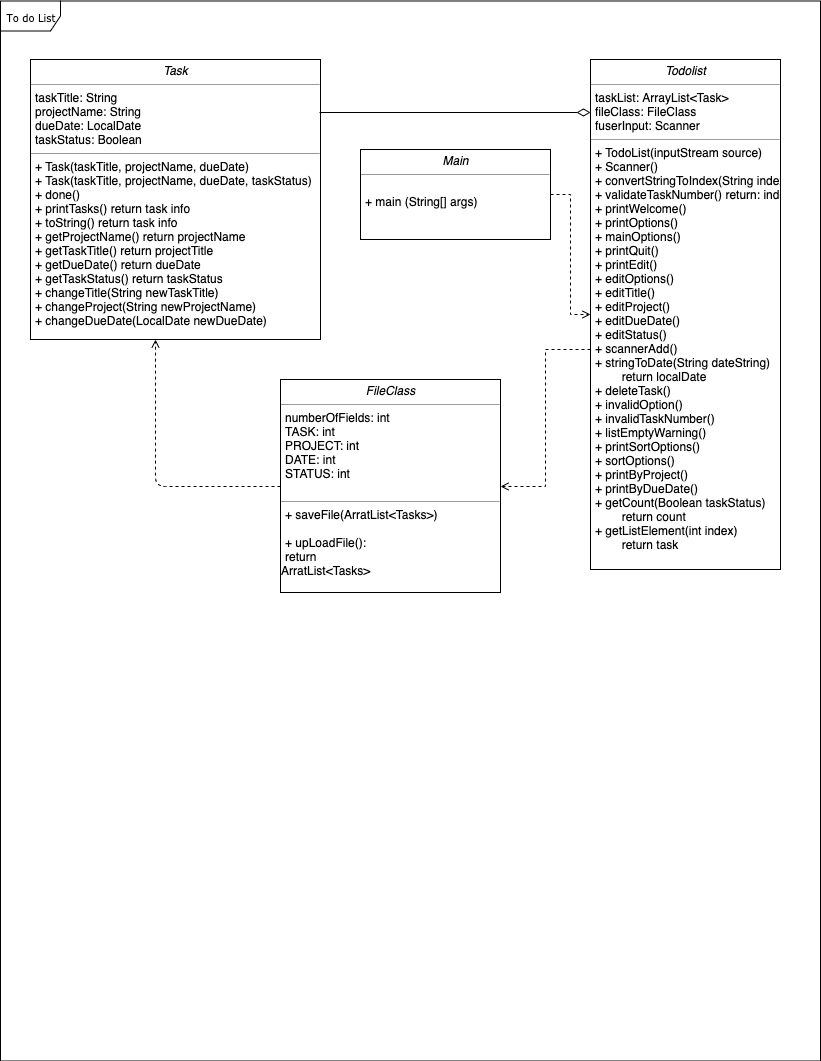 To do List
Task
taskTitle: String
projectName: String
dueDate: LocalDate
taskStatus: Boolean
+ Task(taskTitle, projectName, dueDate)
+ Task(taskTitle, projectName, dueDate, taskStatus)
+ done()
+ printTasks() return task info
+ toString() return task info
+ getProjectName() return projectName
+ getTaskTitle() return projectTitle
+ getDueDate() return dueDate
+ getTaskStatus() return taskStatus
+ changeTitle(String newTaskTitle)
+ changeProject(String newProjectName)
+ changeDueDate(LocalDate newDueDate)
Main
+ main (String[] args)
Todolist
taskList: ArrayList<Task>
fileClass: FileClass
fuserInput: Scanner
+ TodoList(inputStream source)
+ Scanner()
+ convertStringToIndex(String inde
+ validateTaskNumber() return: ind
+ printWelcome()
+ printOptions()
+ mainOptions()
+ printQuit()
+ printEdit()
+ editOptions()
+ editTitle()
+ editProject()
+ editDueDate()
+ editStatus()
+ scannerAdd()
+ stringToDate(String dateString)
return localDate
+ deleteTask()
+ invalidOption()
+ invalidTaskNumber()
+ listEmptyWarning()
+ printSortOptions()
+ sortOptions()
+ printByProject()
+ printByDueDate()
+ getCount(Boolean taskStatus)
return count
+ getListElement(int index)
return task
FileClass
numberOfFields: int
TASK: int
PROJECT: int
DATE: int
STATUS: int
+ saveFile(ArratList<Tasks>)
+ upLoadFile():
return
ArratList<Tasks>